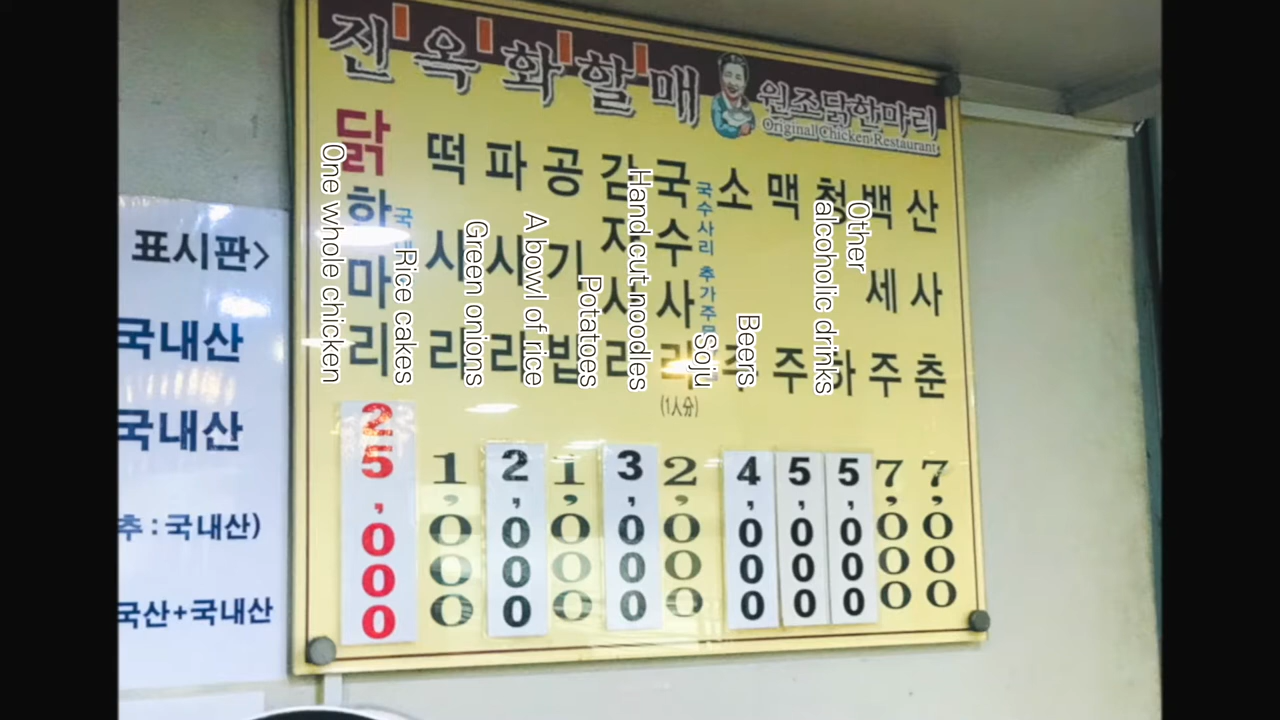 진옥화할매
원조닭한마리
Original Chicken Restaurant
닭한마리 25,000
떡사리 1,000
파사리 2,000
공기밥 1,000
감자사리 3,000
국수사리 (1人分) 2,000
국수사리 추가주문
소주 4,000
맥주 5,000
청하 5,000
백세주 7,000
산사춘 7,000
One whole chicken
Rice cakes
Green onions
A bowl of rice
Potatoes
Hand cut noodles
Soju
Beers
Other
alcoholic drinks
표시판>
국내산
국내산
추 : 국내산)
국산+국내산